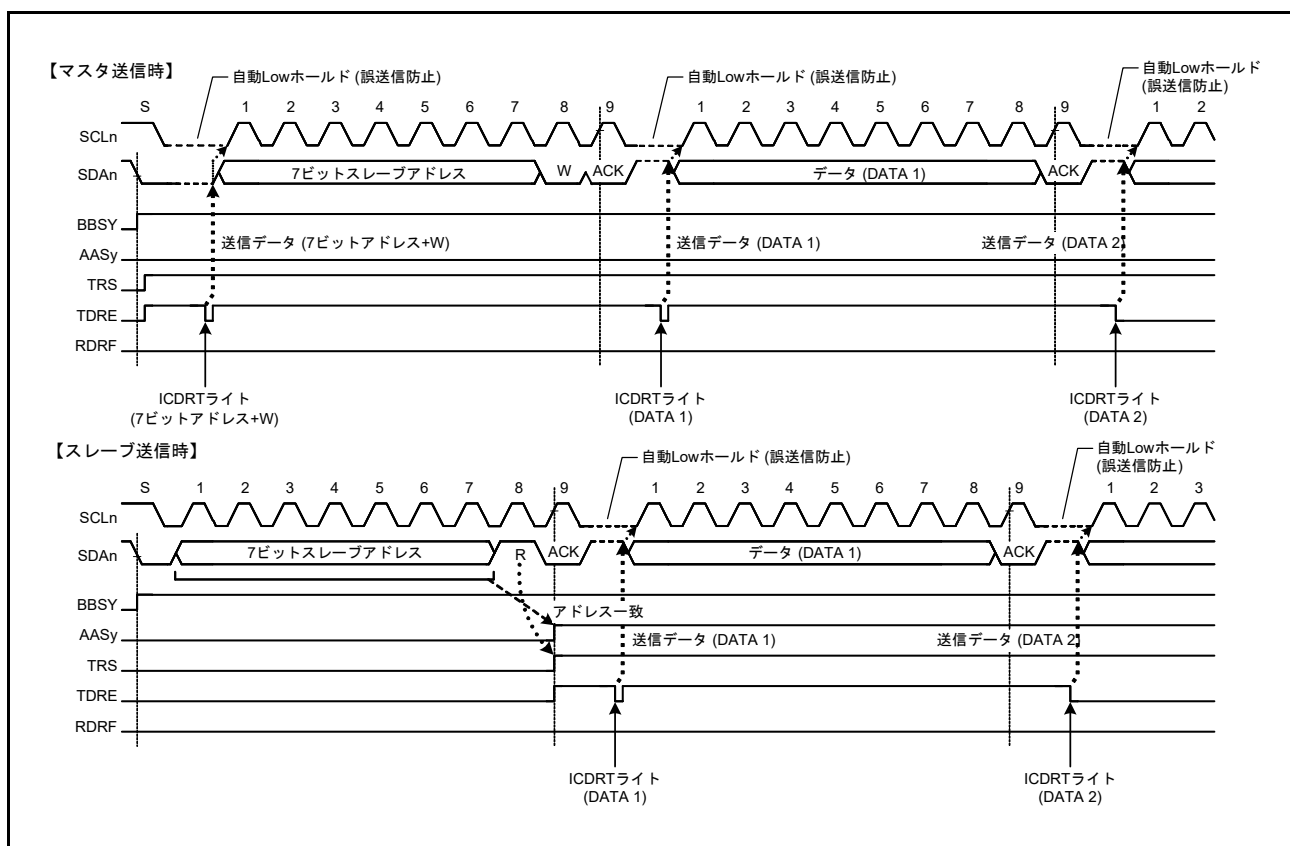 【マスタ送信時】
自動Lowホールド (誤送信防止)
自動Lowホールド (誤送信防止)
自動Lowホールド
(誤送信防止)
S 1 2 3 4 5 6 7 8 9 1 2 3 4 5 6 7 8 9 1 2
SCLn
SDAn 7ビットスレーブアドレス W ACK データ (DATA 1) ACK
BBSY
送信データ (7ビットアドレス+W) 送信データ (DATA 1) 送信データ (DATA 2)
AASy
TRS
TDRE
RDRF
ICDRTライト
(7ビットアドレス+W)
ICDRTライト
(DATA 1)
ICDRTライト
(DATA 2)
【スレーブ送信時】
自動Lowホールド (誤送信防止)
自動Lowホールド
(誤送信防止)
S 1 2 3 4 5 6 7 8 9 1 2 3 4 5 6 7 8 9 1 2 3
SCLn
SDAn 7ビットスレーブアドレス R ACK データ (DATA 1) ACK
BBSY
アドレス一致
AASy
送信データ (DATA 1) 送信データ (DATA 2)
TRS
TDRE
RDRF
ICDRTライト
(DATA 1)
ICDRTライト
(DATA 2)